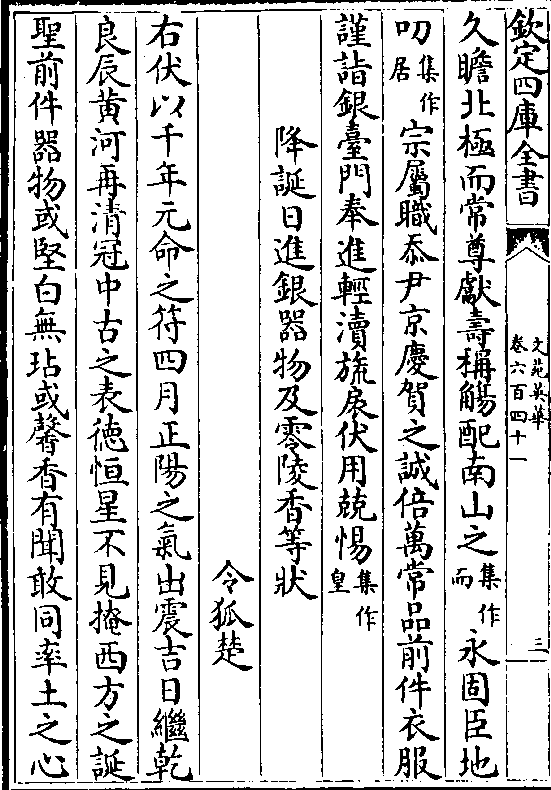 欽定四庫全書
文苑英華
卷六百四十一
三
久瞻北極而常尊獻壽稱觴配南山之集作而永固臣地
叨集作居宗屬職忝尹京慶賀之誠倍萬常品前件衣服
謹詣銀臺門奉進輕瀆旒扆伏用兢惕集作皇
降誕日進銀器物及零陵香等狀
令狐楚
右伏以千年元命之符四月正陽之氣出震吉日繼乾
良辰黄河再清冠中古之表徳恒星不見掩西方之誕
聖前件器物或堅白無玷或馨香有聞敢同率土之心